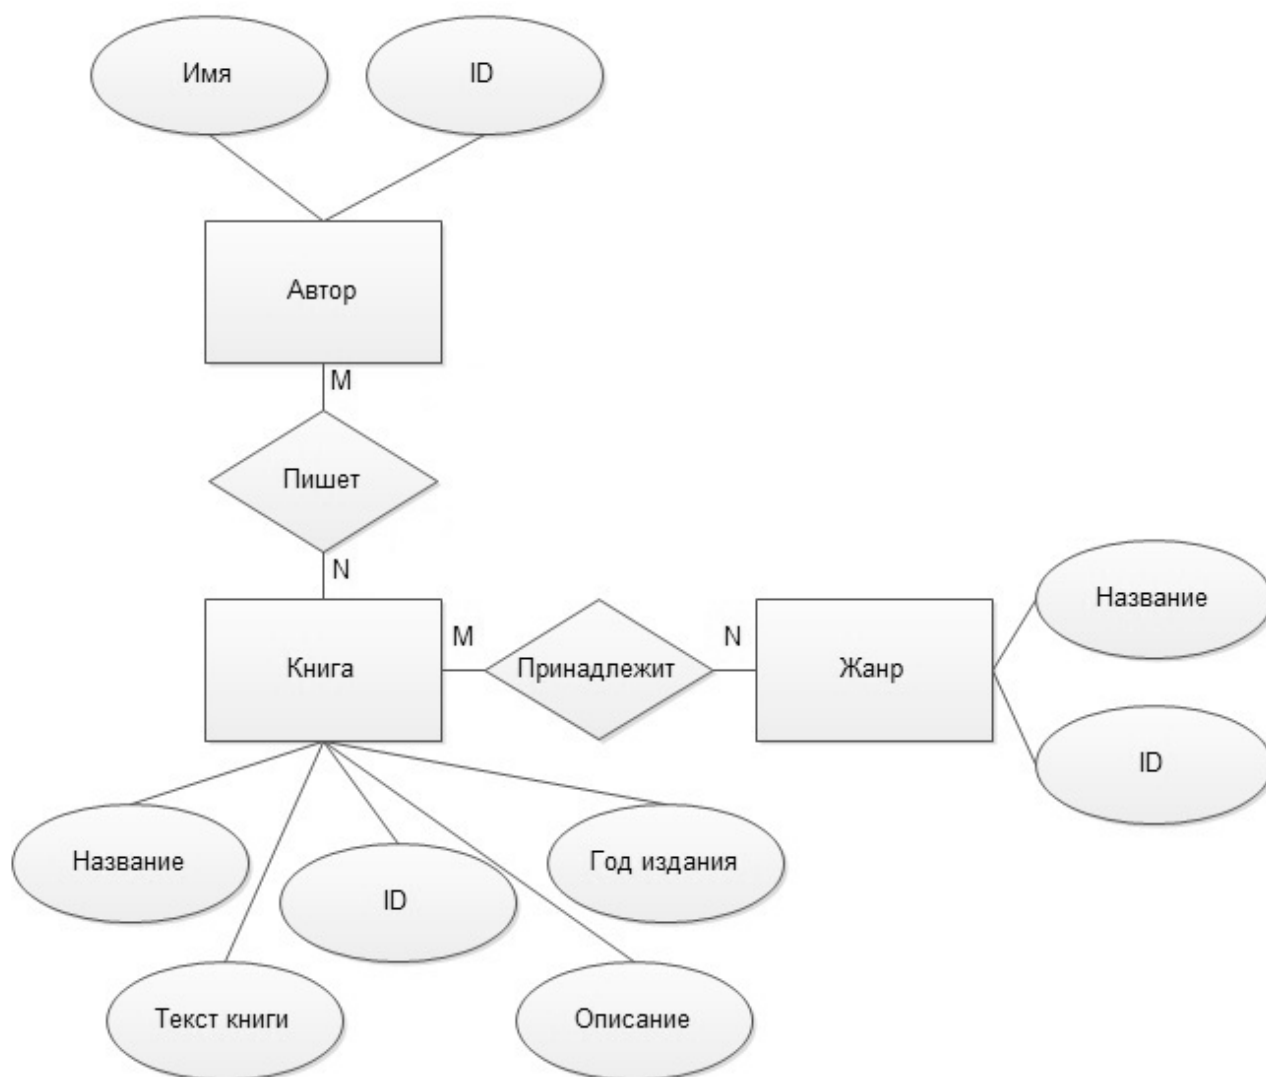 Имя
ID
Автор
M
Пишет
N
Книга
M
Принадлежит
N
Жанр
Название
ID
Название
ID
Год издания
Текст книги
Описание